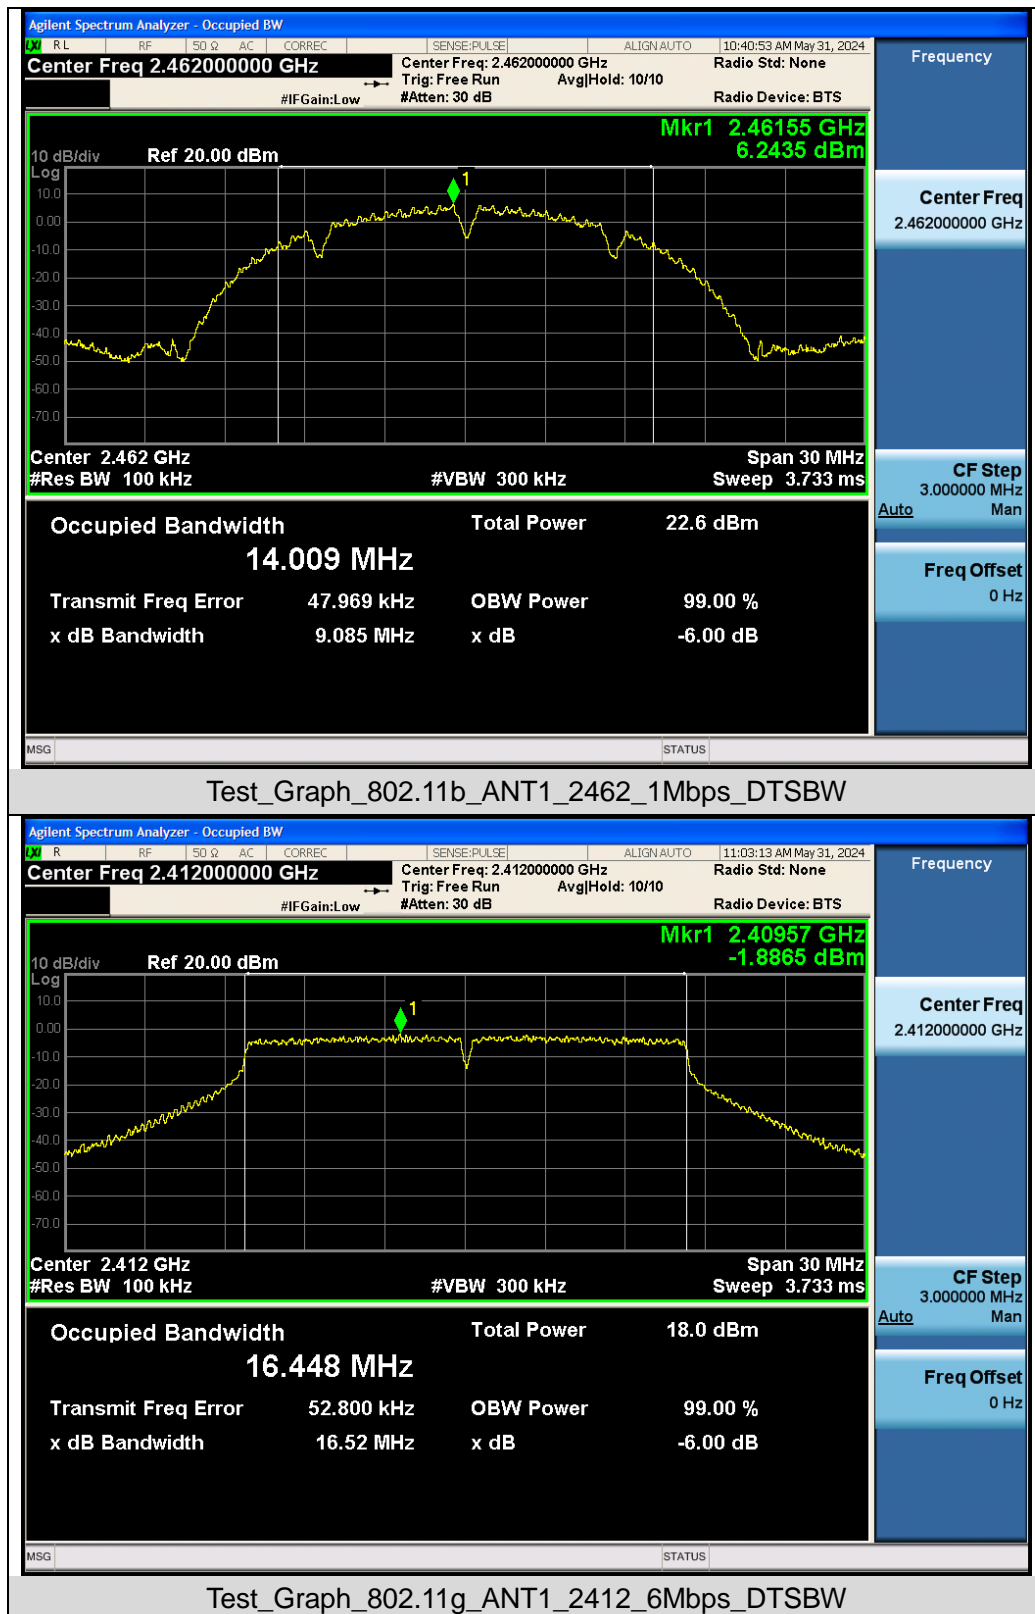 Agilent Spectrum Analyzer - Occupied BW
LXI RL RF 50 Ω AC CORREC SENSE:PULSE ALIGN AUTO 10:40:53 AM May 31, 2024
Center Freq 2.462000000 GHz Center Freq: 2.462000000 GHz Radio Std: None
Trig: Free Run Avg|Hold: 10/10
#IFGain:Low #Atten: 30 dB Radio Device: BTS
Frequency
Mkr1 2.46155 GHz
6.2435 dBm
10 dB/div Ref 20.00 dBm
Log
1
10.0
0.00
-10.0
-20.0
-30.0
-40.0
-50.0
-60.0
-70.0
Center 2.462 GHz Span 30 MHz
#Res BW 100 kHz #VBW 300 kHz Sweep 3.733 ms
Center Freq
2.462000000 GHz
CF Step
3.000000 MHz
Auto Man
Freq Offset
0 Hz
Occupied Bandwidth Total Power 22.6 dBm
14.009 MHz
Transmit Freq Error 47.969 kHz OBW Power 99.00 %
x dB Bandwidth 9.085 MHz x dB -6.00 dB
MSG STATUS
Test_Graph_802.11b_ANT1_2462_1Mbps_DTSBW
Agilent Spectrum Analyzer - Occupied BW
LXI R RF 50 Ω AC CORREC SENSE:PULSE ALIGN AUTO 11:03:13 AM May 31, 2024
Center Freq 2.412000000 GHz Center Freq: 2.412000000 GHz Radio Std: None
Trig: Free Run Avg|Hold: 10/10
#IFGain:Low #Atten: 30 dB Radio Device: BTS
Frequency
Mkr1 2.40957 GHz
-1.8865 dBm
10 dB/div Ref 20.00 dBm
Log
1
10.0
0.00
-10.0
-20.0
-30.0
-40.0
-50.0
-60.0
-70.0
Center 2.412 GHz Span 30 MHz
#Res BW 100 kHz #VBW 300 kHz Sweep 3.733 ms
Center Freq
2.412000000 GHz
CF Step
3.000000 MHz
Auto Man
Freq Offset
0 Hz
Occupied Bandwidth Total Power 18.0 dBm
16.448 MHz
Transmit Freq Error 52.800 kHz OBW Power 99.00 %
x dB Bandwidth 16.52 MHz x dB -6.00 dB
MSG STATUS
Test_Graph_802.11g_ANT1_2412_6Mbps_DTSBW